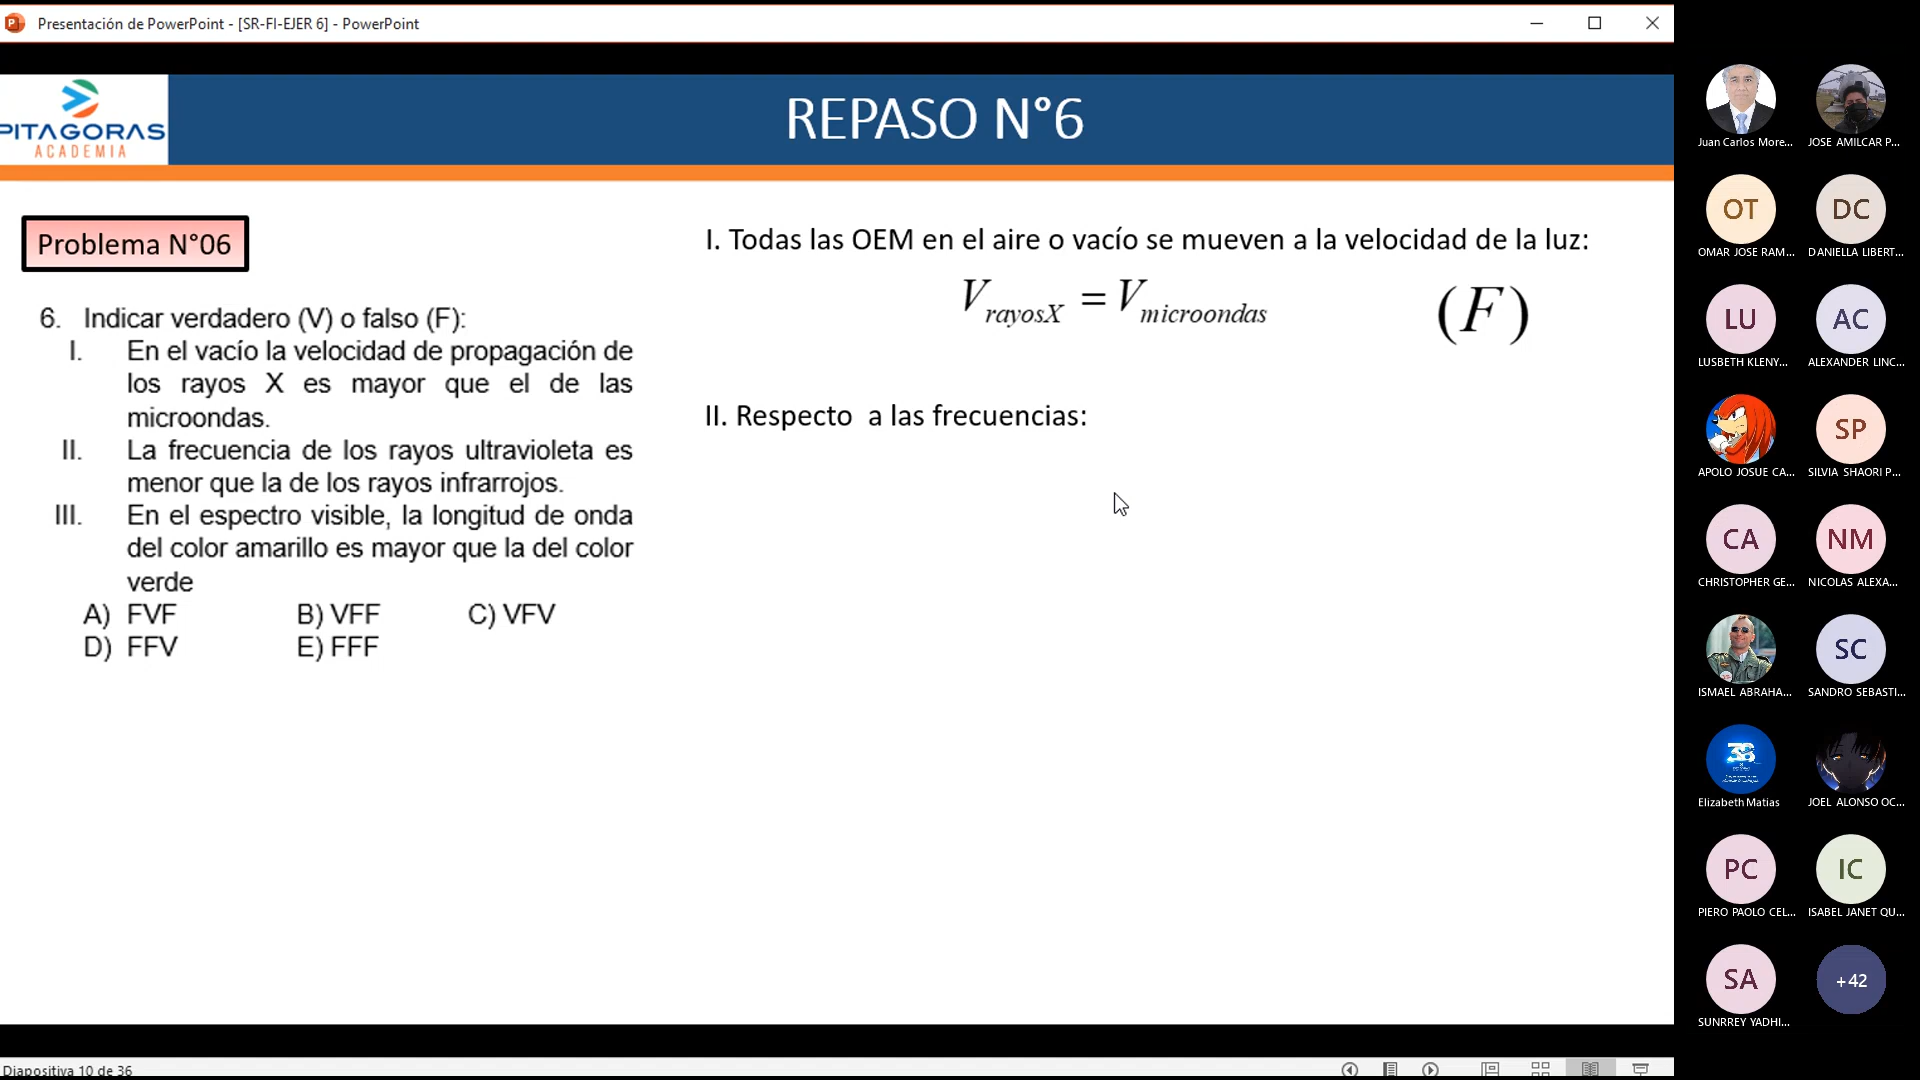 Presentación de PowerPoint - [SR-FI-EJER 6] - PowerPoint
PITAGORAS
ACADEMIA
REPASO N°6
Problema N°06
6. Indicar verdadero (V) o falso (F):
I. En el vacío la velocidad de propagación de
los rayos X es mayor que el de las
microondas.
II. La frecuencia de los rayos ultravioleta es
menor que la de los rayos infrarrojos.
III. En el espectro visible, la longitud de onda
del color amarillo es mayor que la del color
verde
A) FVF B) VFF C) VFV
D) FFV E) FFF
I. Todas las OEM en el aire o vacío se mueven a la velocidad de la luz:
V rayosX = V microondas (F)
II. Respecto a las frecuencias:
Juan Carlos More... JOSE AMILCAR P...
OT DC
OMAR JOSE RAM... DANIELLA LIBERT...
LU AC
LUSBETH KLENY... ALEXANDER LINC...
SP
APOLO JOSUE CA... SILVIA SHAORI P...
CA NM
CHRISTOPHER GE... NICOLAS ALEXA...
SC
ISMAEL ABRAHA... SANDRO SEBASTI...
3B
Elizabeth Matias JOEL ALONSO OC...
PC IC
PIERO PAOLO CEL... ISABEL JANET QU...
SA +42
SUNRREY YADHI...
Diapositiva 10 de 36